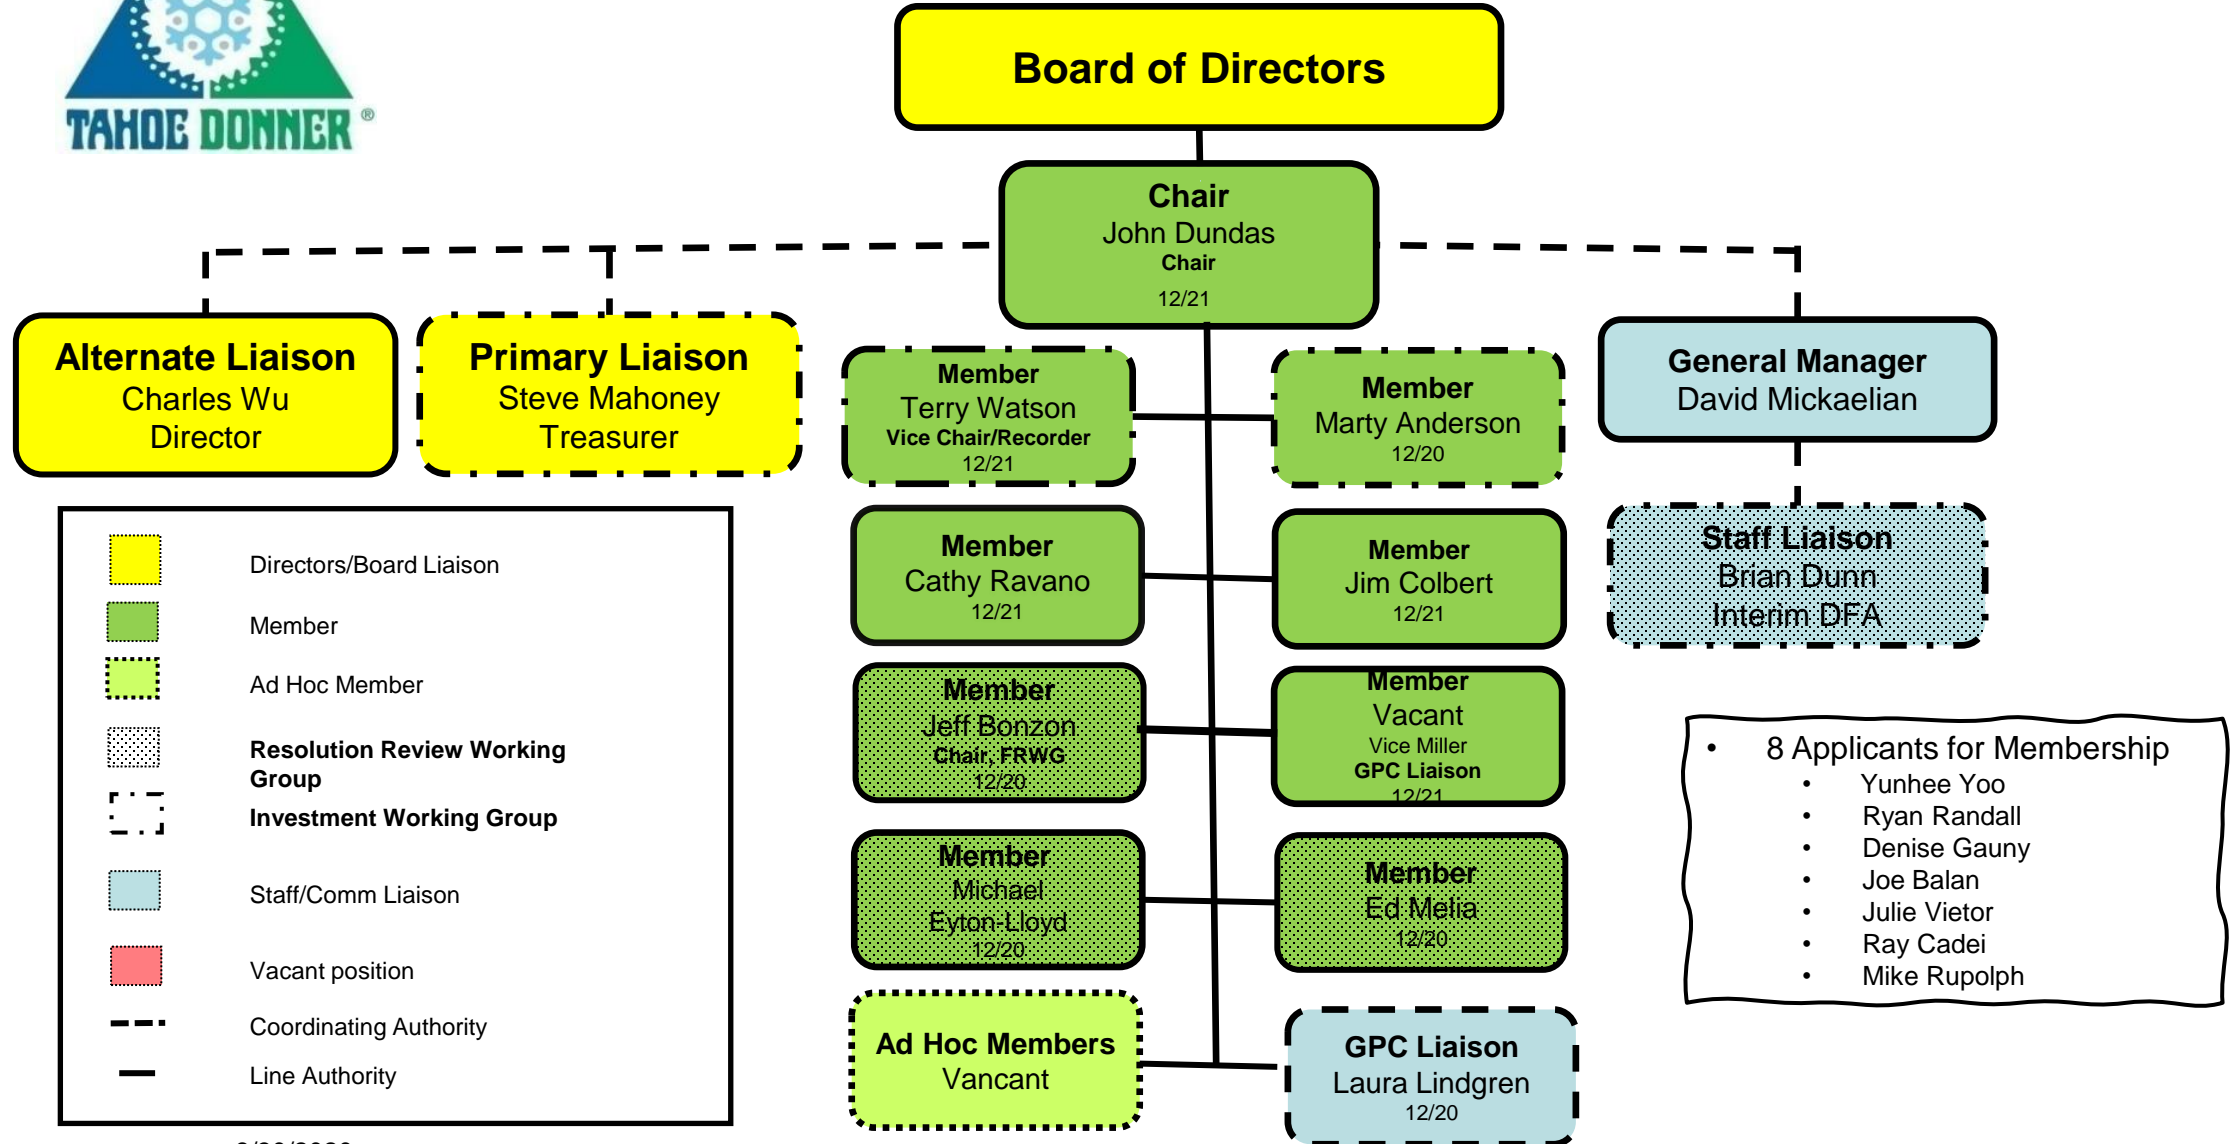 TAHOE DONNER®
Board of Directors
Chair
John Dundas
Chair
12/21
Alternate Liaison
Charles Wu
Director
Primary Liaison
Steve Mahoney
Treasurer
Member
Terry Watson
Vice Chair/Recorder
12/21
Member
Marty Anderson
12/20
General Manager
David Mickaelian
Staff Liaison
Brian Dunn
Interim DFA
Member
Cathy Ravano
12/21
Member
Jim Colbert
12/21
Member
Jeff Bonzon
Chair, FRWG
12/20
Member
Vacant
Vice Miller
GPC Liaison
12/21
Member
Michael
Eyton-Lloyd
12/20
Member
Ed Melia
12/20
Ad Hoc Members
Vancant
GPC Liaison
Laura Lindgren
12/20
Directors/Board Liaison
Member
Ad Hoc Member
Resolution Review Working
Group
Investment Working Group
Staff/Comm Liaison
Vacant position
Coordinating Authority
Line Authority
• 8 Applicants for Membership
• Yunhee Yoo
• Ryan Randall
• Denise Gauny
• Joe Balan
• Julie Vietor
• Ray Cadei
• Mike Rupolph